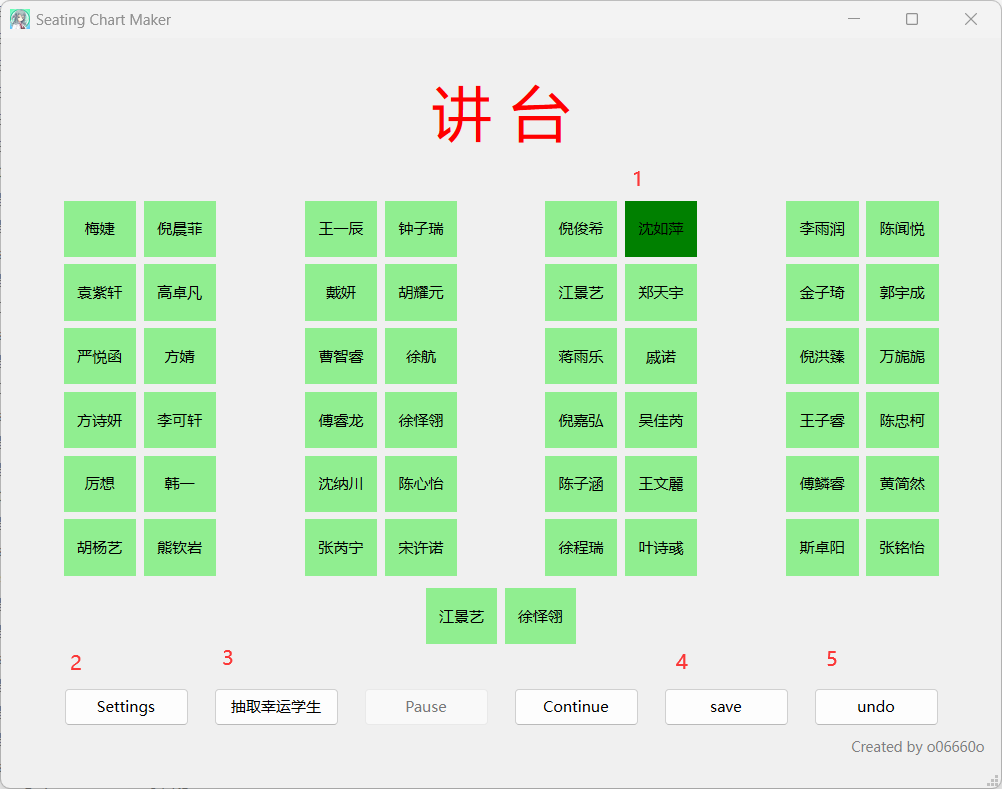 Seating Chart Maker
讲 台
1
梅婕 倪晨菲 王一辰 钟子瑞 倪俊希 沈如萍 李雨润 陈闻悦
袁紫轩 高卓凡 戴妍 胡耀元 江景艺 郑天宇 金子琦 郭宇成
严悦函 方婧 曹智睿 徐航 蒋雨乐 戚诺 倪洪臻 万旎旎
方诗妍 李可轩 傅睿龙 徐怿翎 倪嘉弘 吴佳芮 王子睿 陈忠柯
厉想 韩一 沈纳川 陈心怡 陈子涵 王文麗 傅鳞睿 黄简然
胡杨艺 熊钦岩 张芮宁 宋许诺 徐程瑞 叶诗彧 斯卓阳 张铭怡
江景艺 徐怿翎
2 3 4 5
Settings 抽取幸运学生 Pause Continue save undo
Created by o06660o